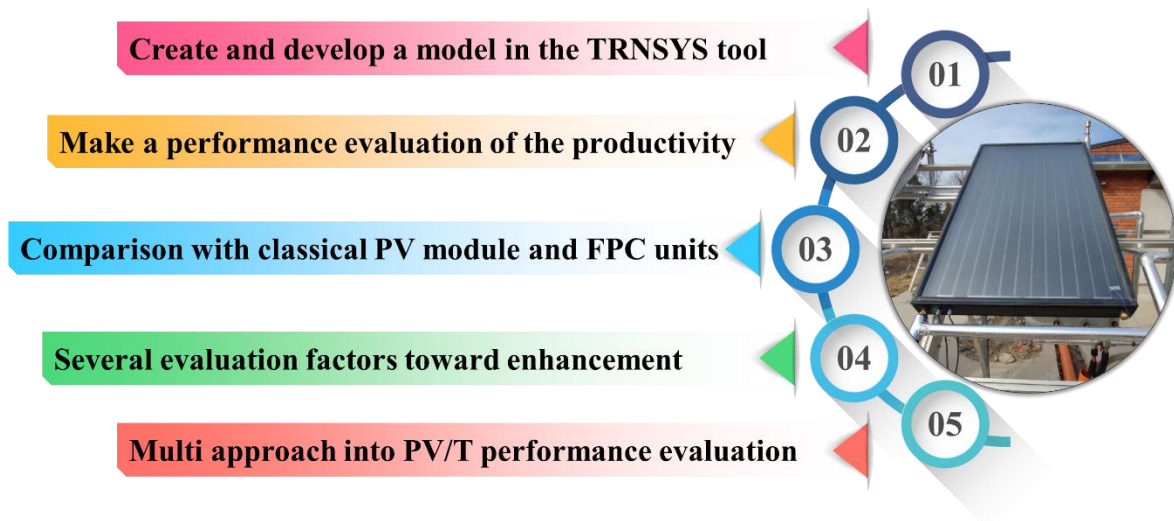 Create and develop a model in the TRNSYS tool
01
Make a performance evaluation of the productivity
02
Comparison with classical PV module and FPC units
03
Several evaluation factors toward enhancement
04
Multi approach into PV/T performance evaluation
05